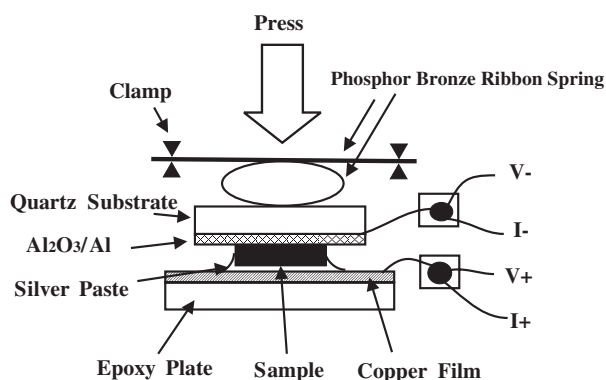 Press
Phosphor Bronze Ribbon Spring
Clamp
V-
Quartz Substrate
I-
Al2O3/Al
V+
Silver Paste
I+
Epoxy Plate
Sample
Copper Film